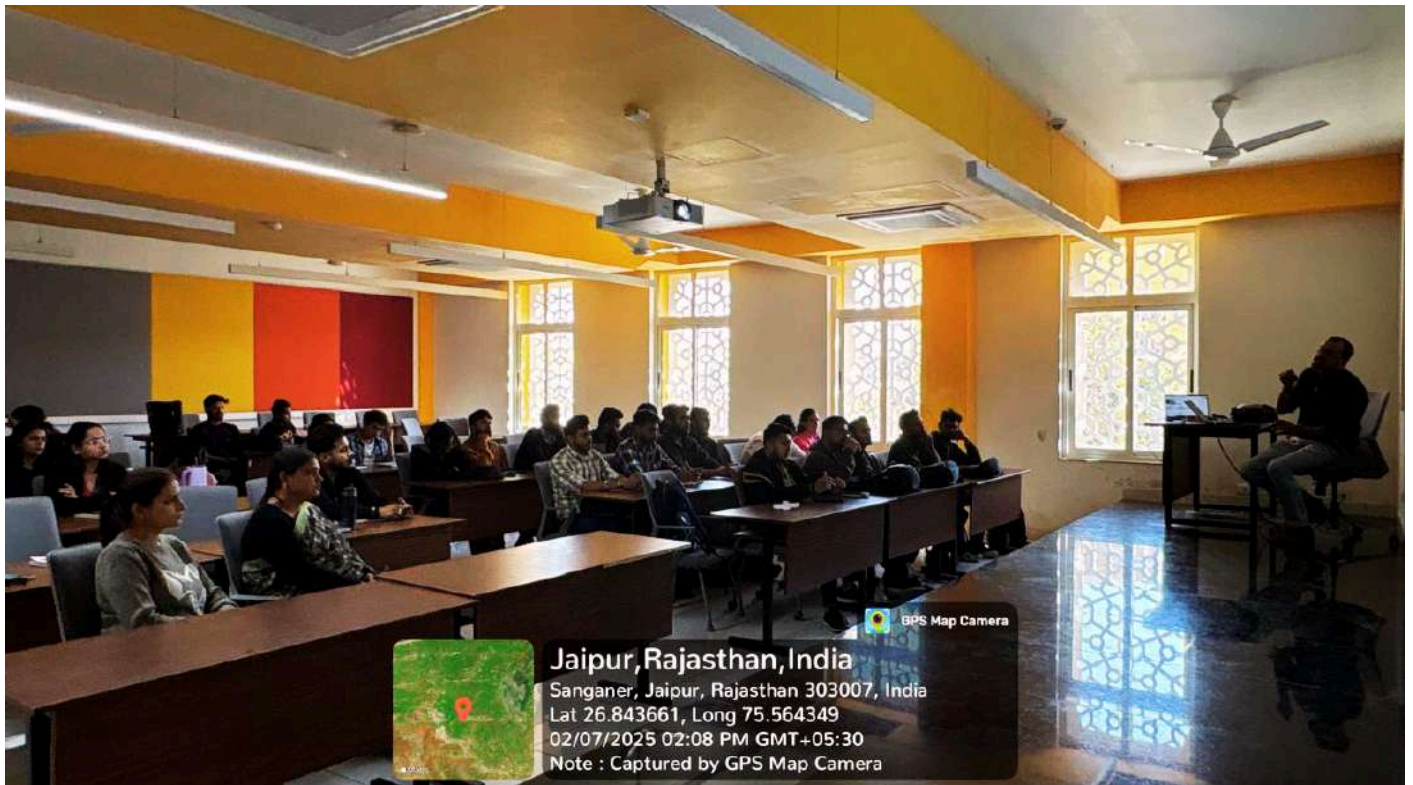 GPS Map Camera
Jaipur,Rajasthan,India
Sanganer, Jaipur, Rajasthan 303007, India
Lat 26.843661, Long 75.564349
02/07/2025 02:08 PM GMT+05:30
Note : Captured by GPS Map Camera